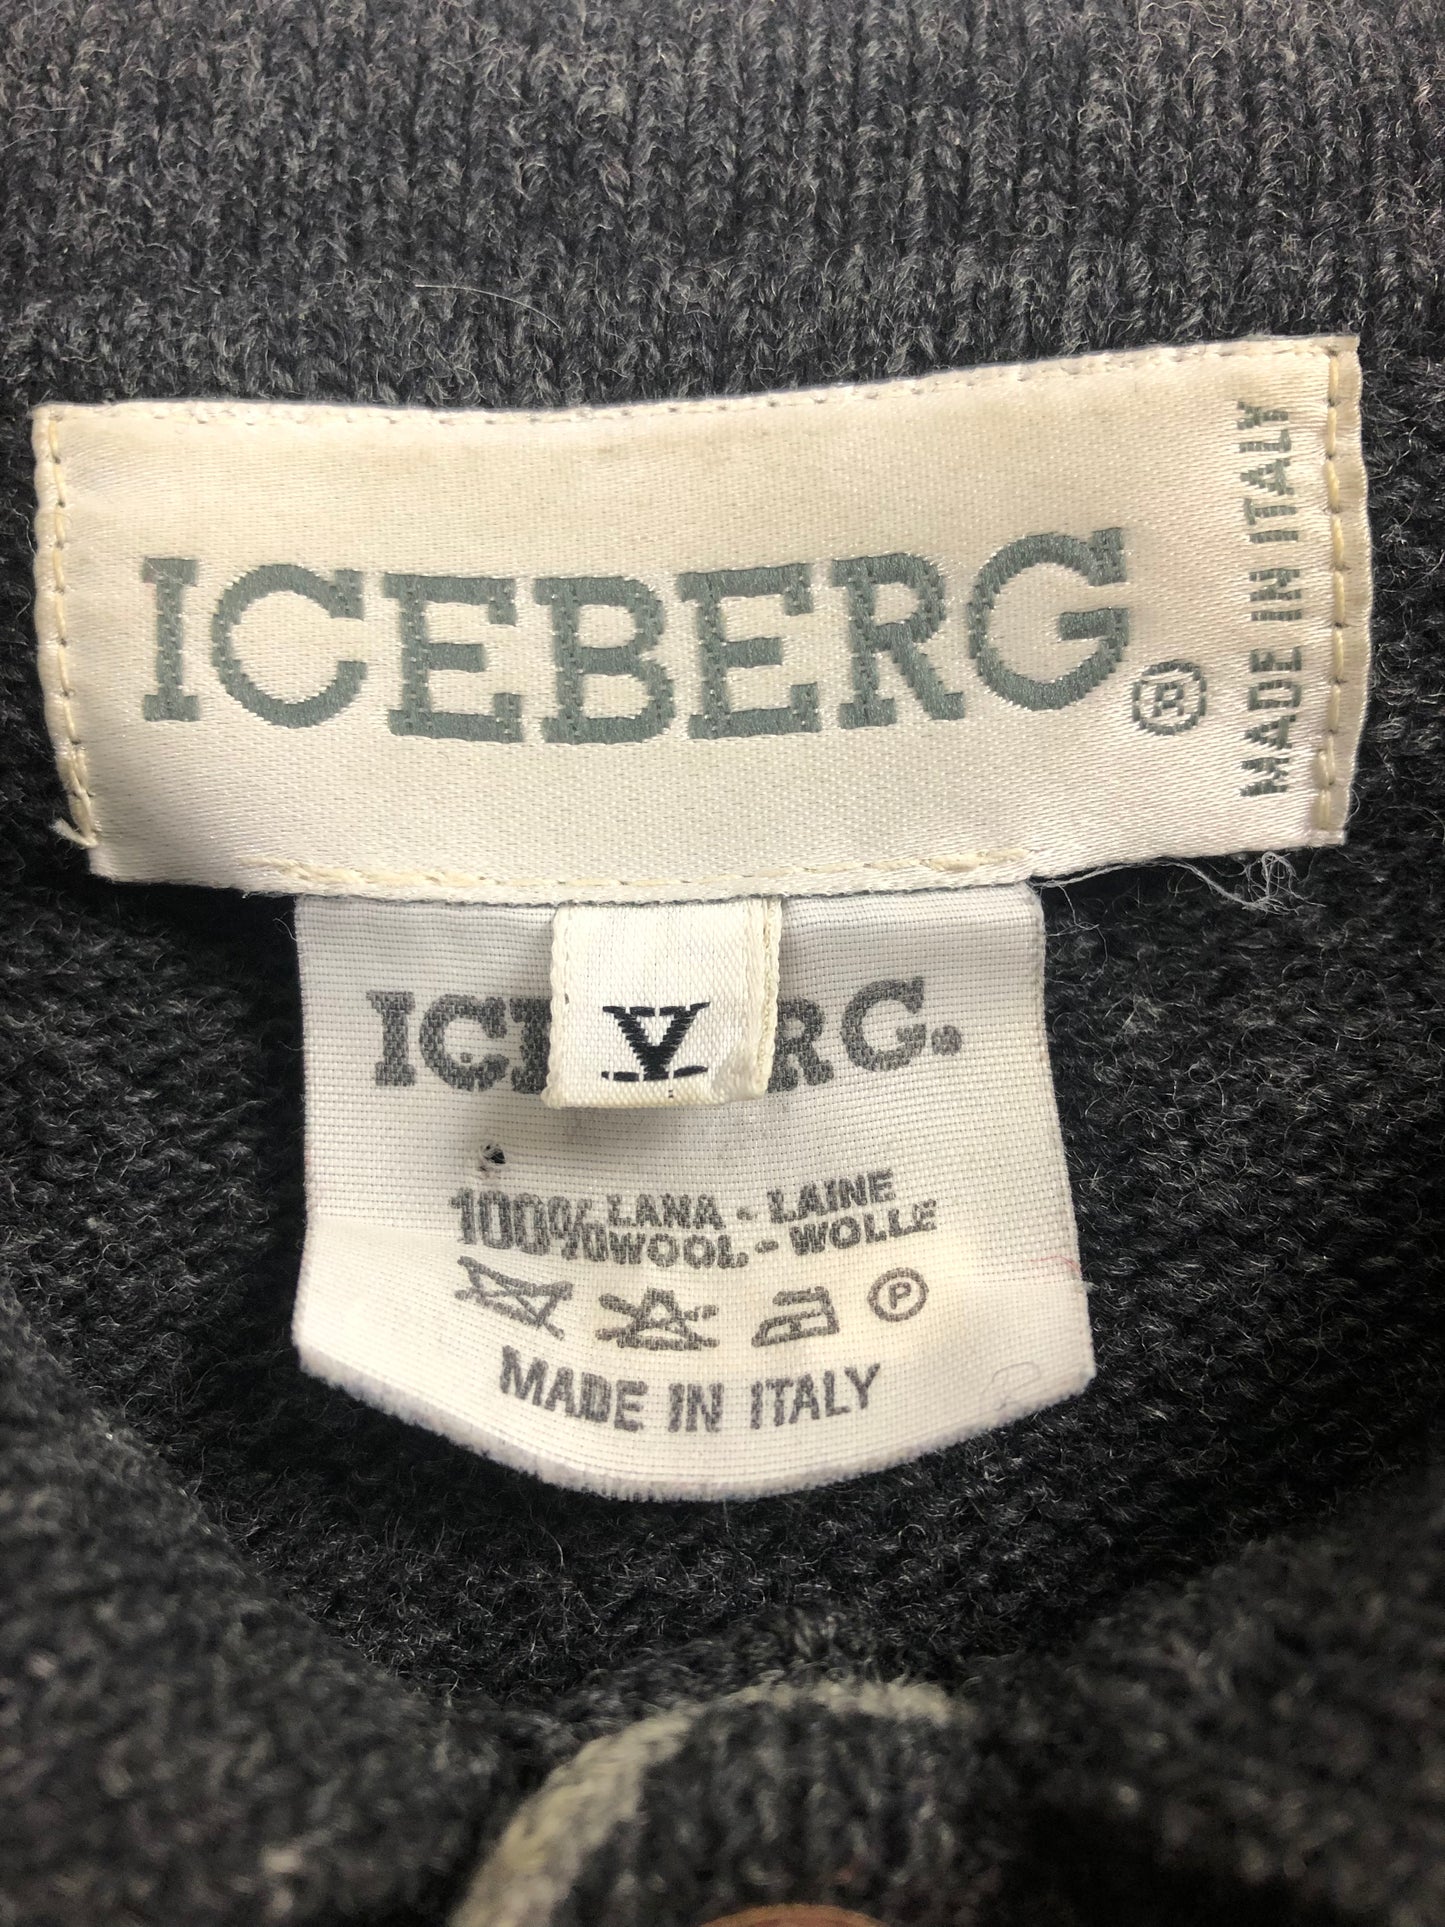 ICEBERG ®
MADE IN ITALY
V
100% LANA - LAINE
WOOL - WOLLE
P
MADE IN ITALY